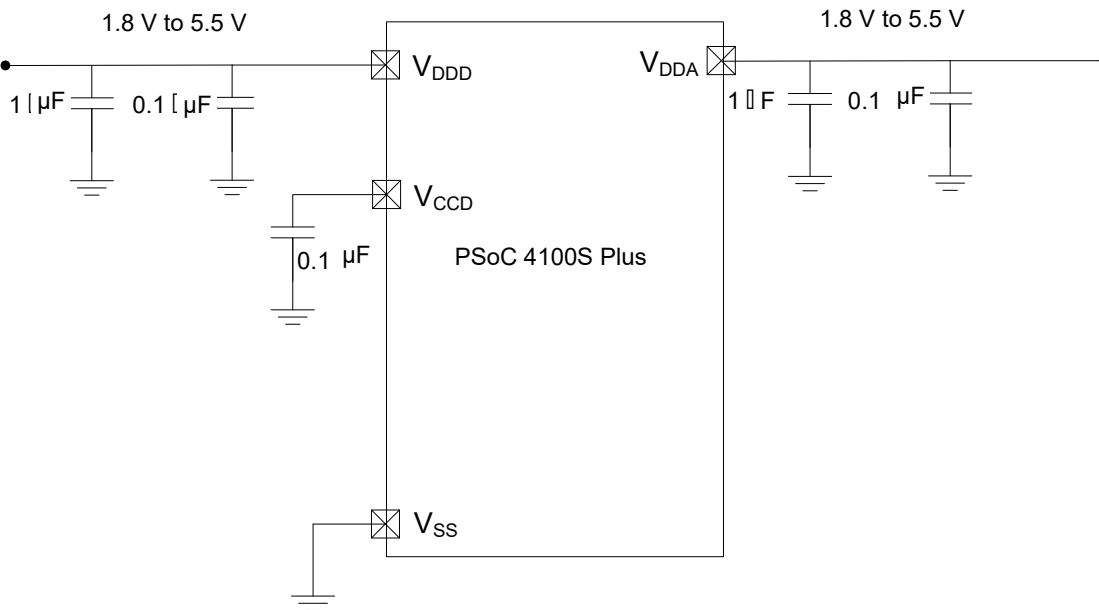 1.8 V to 5.5 V
1.8 V to 5.5 V
VDDD
VDDA
1▯µF
0.1▯µF
1▯F
0.1 µF
VCCD
0.1 µF
PSoC 4100S Plus
VSS